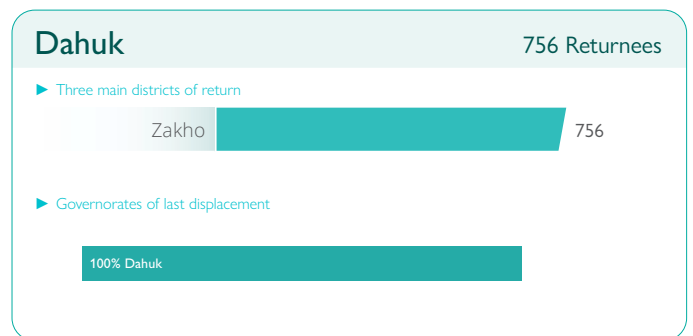 Dahuk
756 Returnees
► Three main districts of return
Zakho
756
► Governorates of last displacement
100% Dahuk